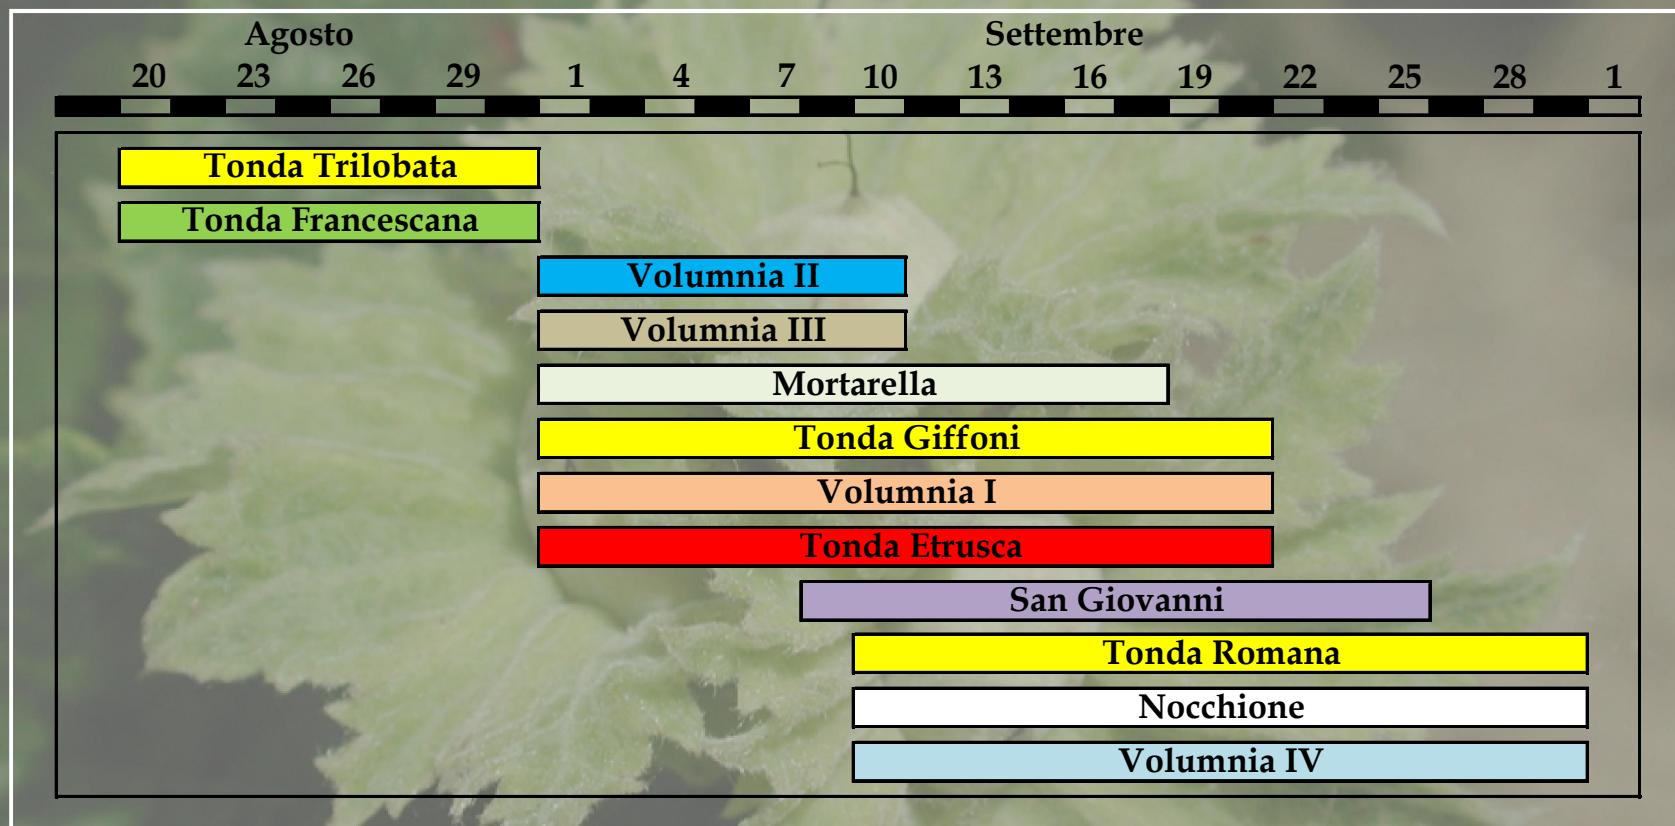 Agosto Settembre
20 23 26 29 1 4 7 10 13 16 19 22 25 28 1
Tonda Trilobata
Tonda Francescana
Volumnia II
Volumnia III
Mortarella
Tonda Giffoni
Volumnia I
Tonda Etrusca
San Giovanni
Tonda Romana
Nocchione
Volumnia IV